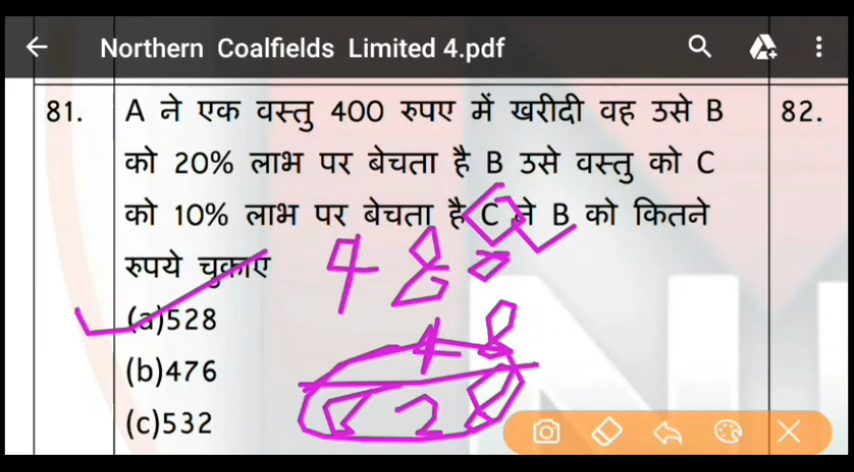 Northern Coalfields Limited 4.pdf
81. A ने एक वस्तु 400 रुपए में खरीदी वह उसे B
को 20% लाभ पर बेचता है B उसे वस्तु को C
को 10% लाभ पर बेचता है C ने B को कितने
रुपये चुकाए
(a)528
(b)476
(c)532
82.
480
48
528